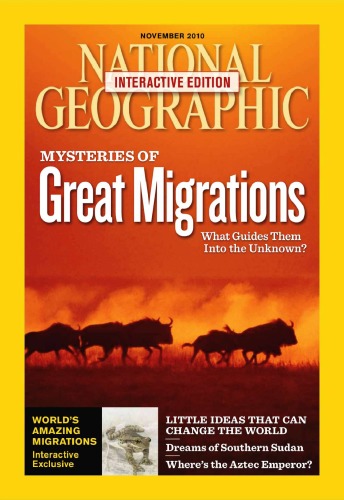 NOVEMBER 2010
NATIONAL
INTERACTIVE EDITION
GEOGRAPHIC
MYSTERIES OF
Great Migrations
What Guides Them
Into the Unknown?
WORLD'S
AMAZING
MIGRATIONS
Interactive
Exclusive
LITTLE IDEAS THAT CAN
CHANGE THE WORLD
Dreams of Southern Sudan
Where's the Aztec Emperor?